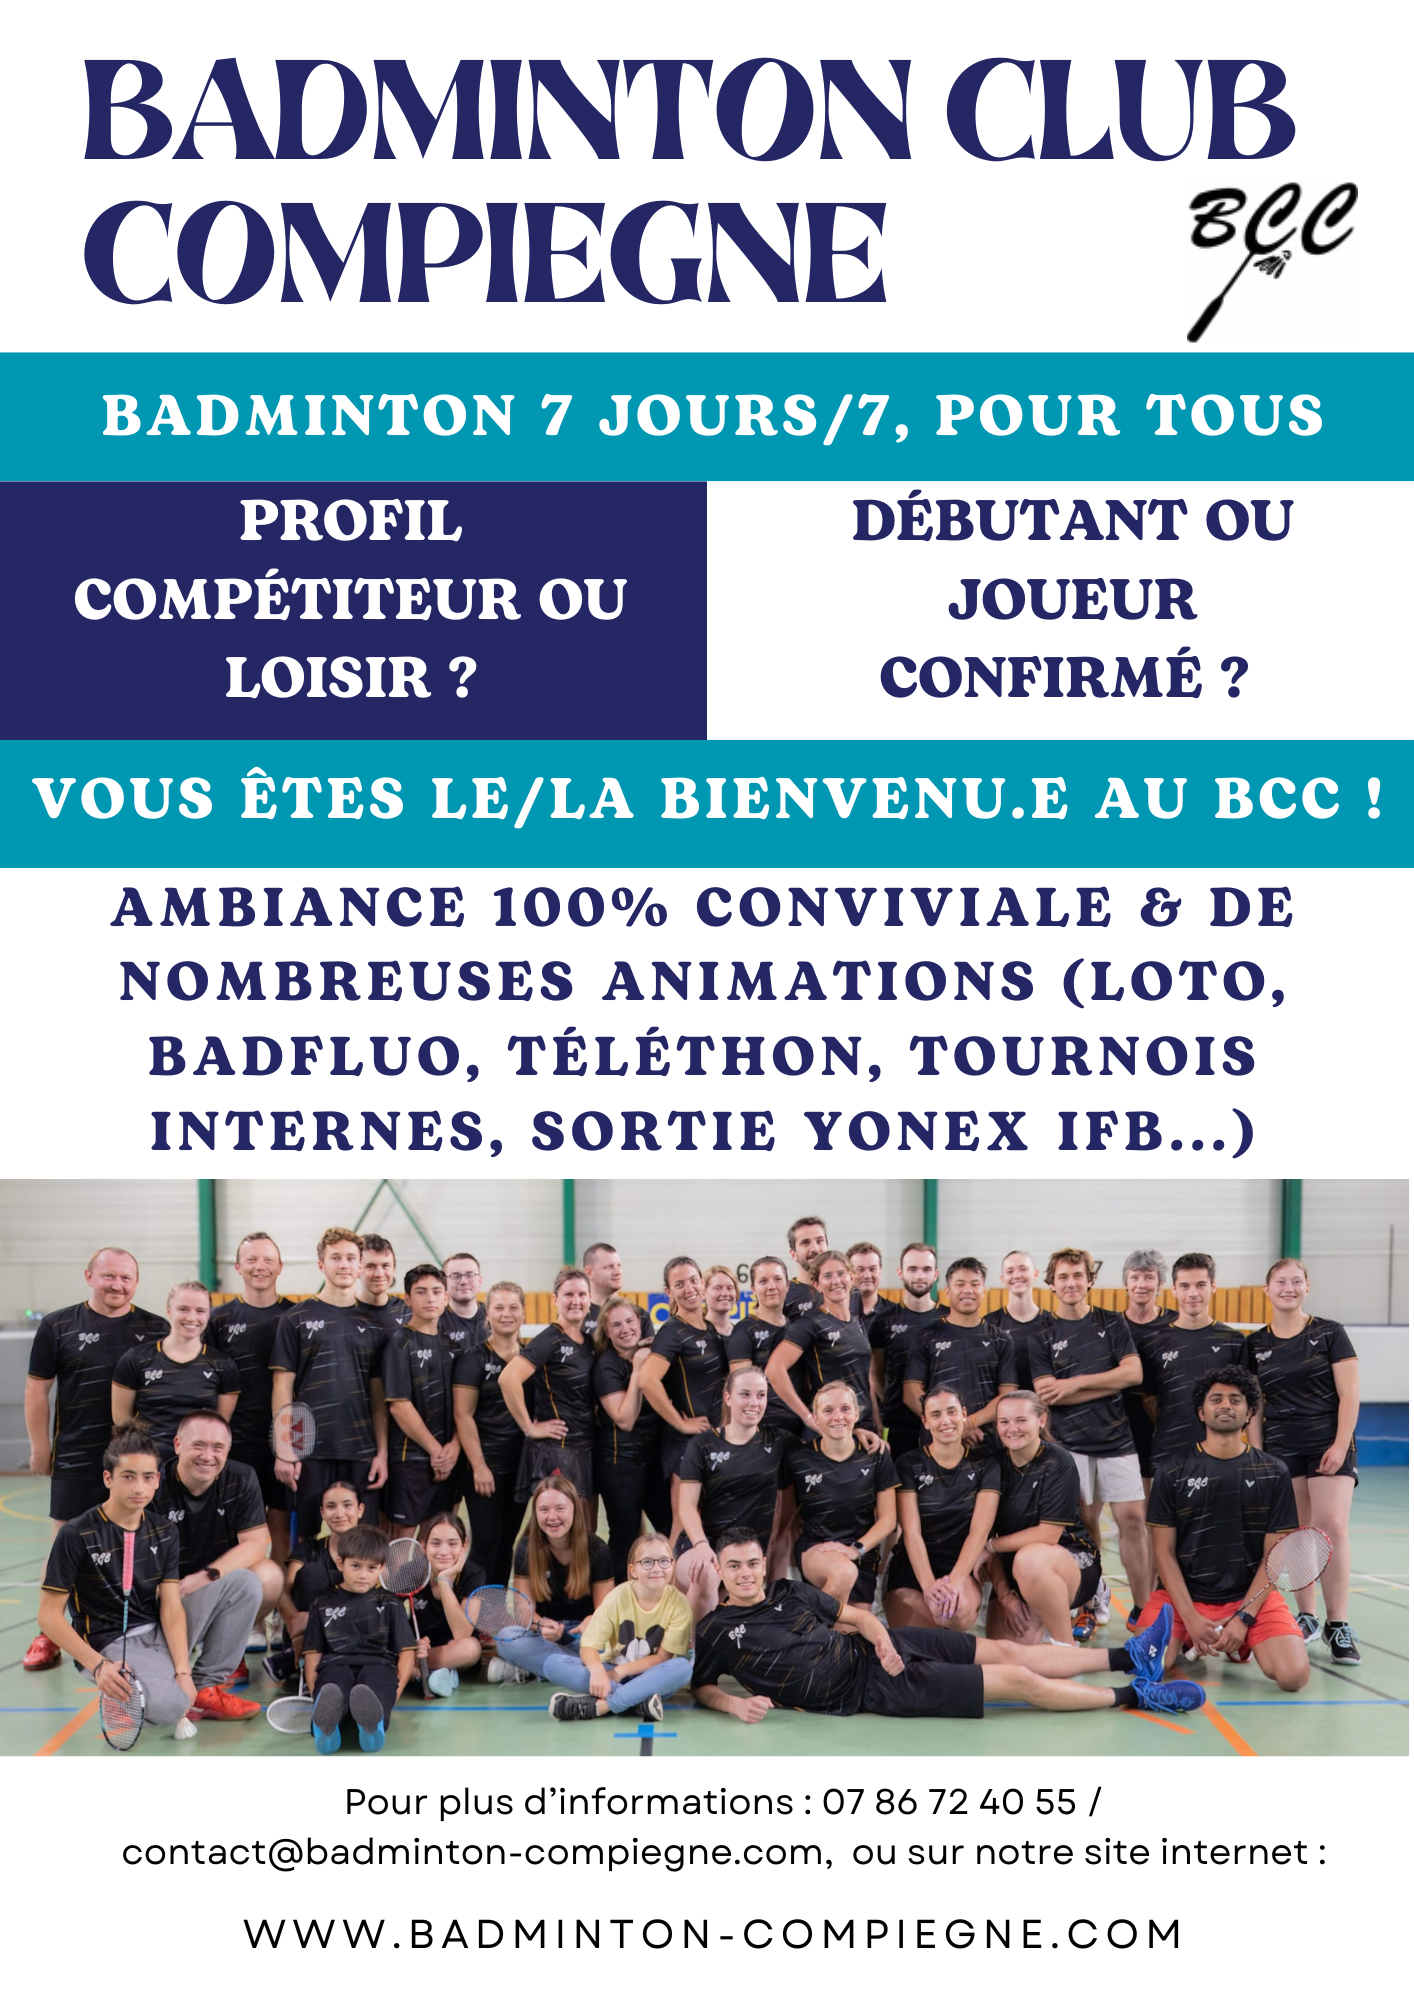 BADMINTON CLUB
COMPIEGNE
BCC
BADMINTON 7 JOURS/7, POUR TOUS
PROFIL
COMPÉTITEUR OU
LOISIR ?
DÉBUTANT OU
JOUEUR
CONFIRMÉ ?
VOUS ÊTES LE/LA BIENVENU.E AU BCC !
AMBIANCE 100% CONVIVIALE & DE
NOMBREUSES ANIMATIONS (LOTO,
BADFLUO, TÉLÉTHON, TOURNOIS
INTERNES, SORTIE YONEX IFB...)
Pour plus d’informations : 07 86 72 40 55 /
contact@badminton-compiegne.com,  ou sur notre site internet :
WWW.BADMINTON-COMPIEGNE.COM